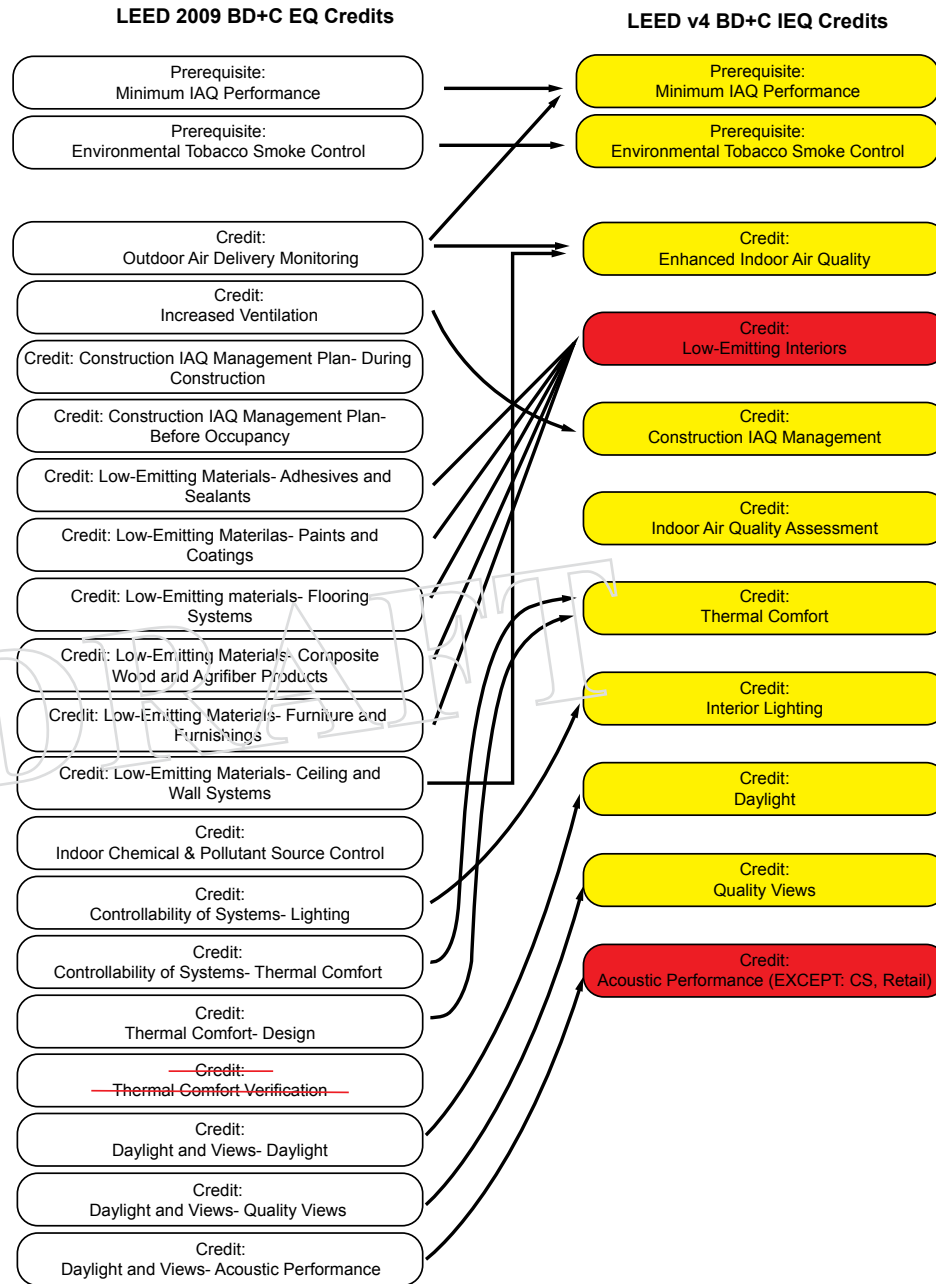 LEED 2009 BD+C EQ Credits
Prerequisite:
Minimum IAQ Performance
Prerequisite:
Environmental Tobacco Smoke Control
Credit:
Outdoor Air Delivery Monitoring
Credit:
Increased Ventilation
Credit: Construction IAQ Management Plan- During
Construction
Credit: Construction IAQ Management Plan-
Before Occupancy
Credit: Low-Emitting Materials- Adhesives and
Sealants
Credit: Low-Emitting Materilas- Paints and
Coatings
Credit: Low-Emitting materials- Flooring
Systems
Credit: Low-Emitting Materials- Composite
Wood and Agrifiber Products
Credit: Low-Emitting Materials- Furniture and
Furnishings
Credit: Low-Emitting Materials- Ceiling and
Wall Systems
Credit:
Indoor Chemical & Pollutant Source Control
Credit:
Controllability of Systems- Lighting
Credit:
Controllability of Systems- Thermal Comfort
Credit:
Thermal Comfort- Design
Credit:
Thermal Comfort Verification
Credit:
Daylight and Views- Daylight
Credit:
Daylight and Views- Quality Views
Credit:
Daylight and Views- Acoustic Performance
LEED v4 BD+C IEQ Credits
Prerequisite:
Minimum IAQ Performance
Prerequisite:
Environmental Tobacco Smoke Control
Credit:
Enhanced Indoor Air Quality
Credit:
Low-Emitting Interiors
Credit:
Construction IAQ Management
Credit:
Indoor Air Quality Assessment
Credit:
Thermal Comfort
Credit:
Interior Lighting
Credit:
Daylight
Credit:
Quality Views
Credit:
Acoustic Performance (EXCEPT: CS, Retail)
DRAFT